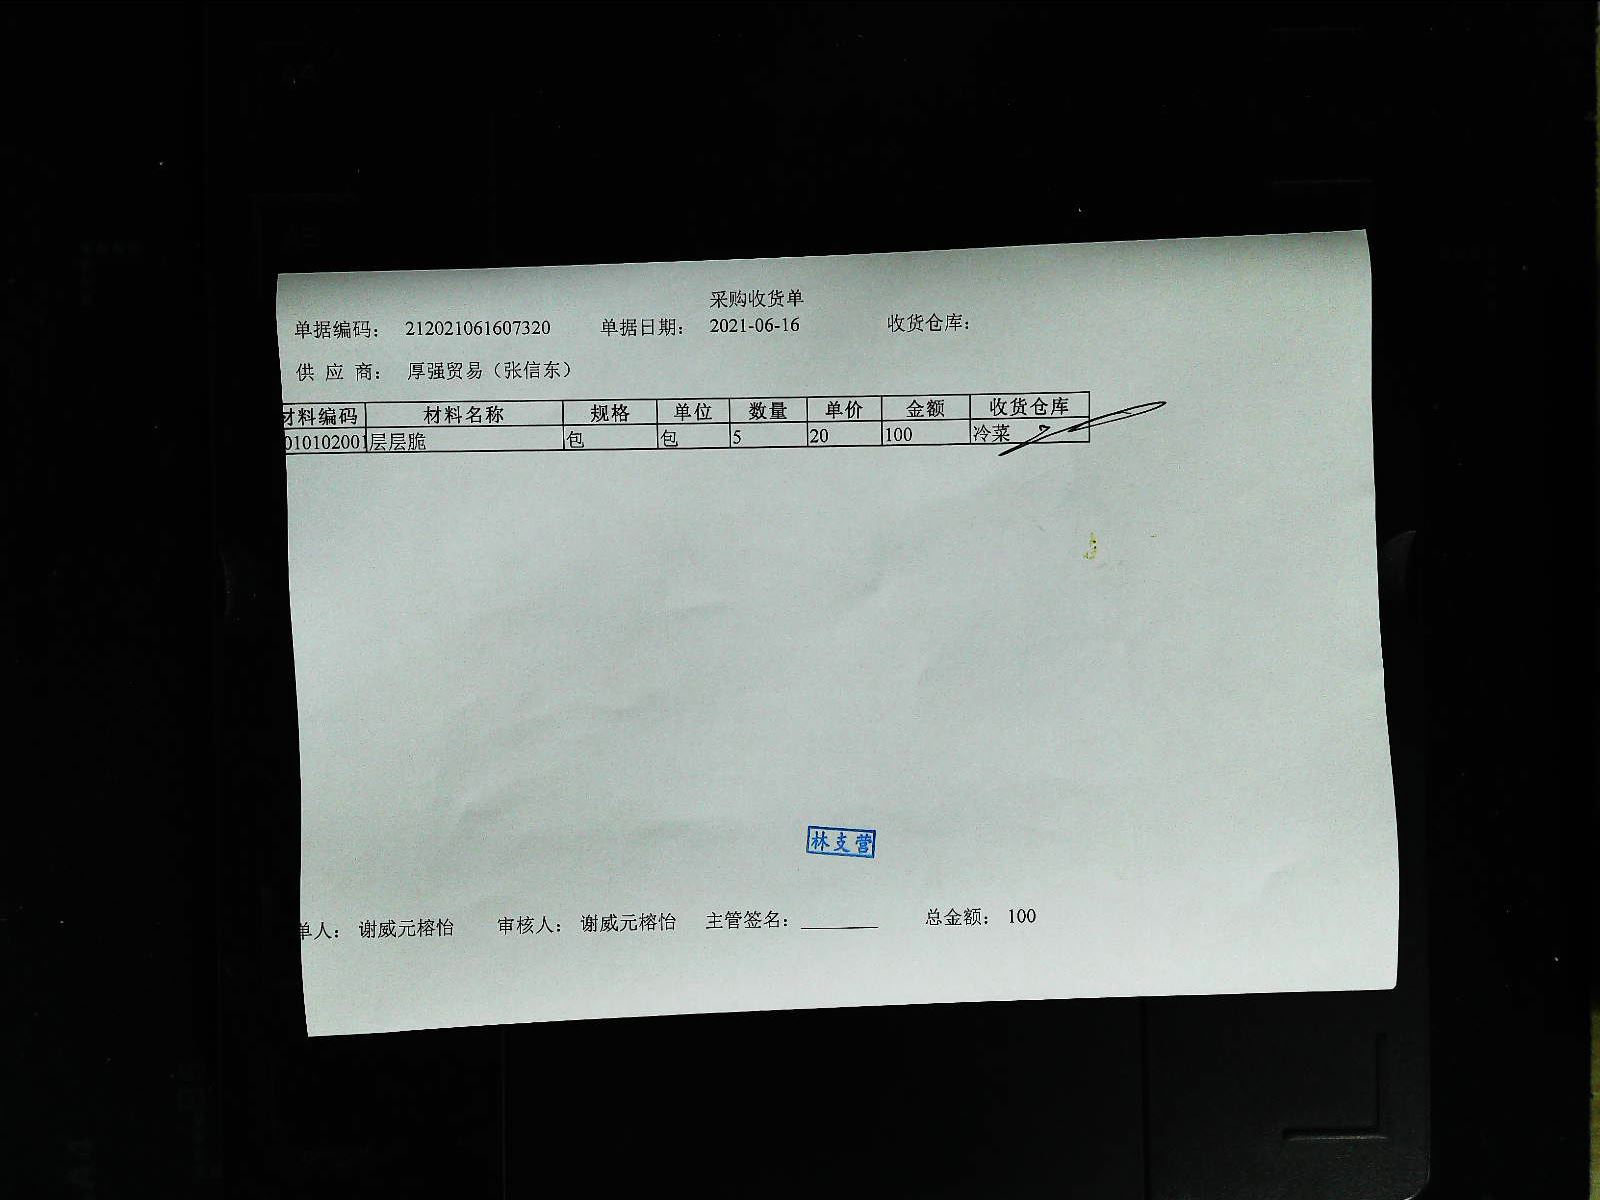 采购收货单
单据编码： 212021061607320 单据日期： 2021-06-16 收货仓库：
供 应 商： 厚强贸易（张信东）
材料编码 材料名称 规格 单位 数量 单价 金额 收货仓库
010102001 层层脆 包 包 5 20 100 冷菜
林支营
单人： 谢威元榕怡 审核人： 谢威元榕怡 主管签名：________ 总金额： 100